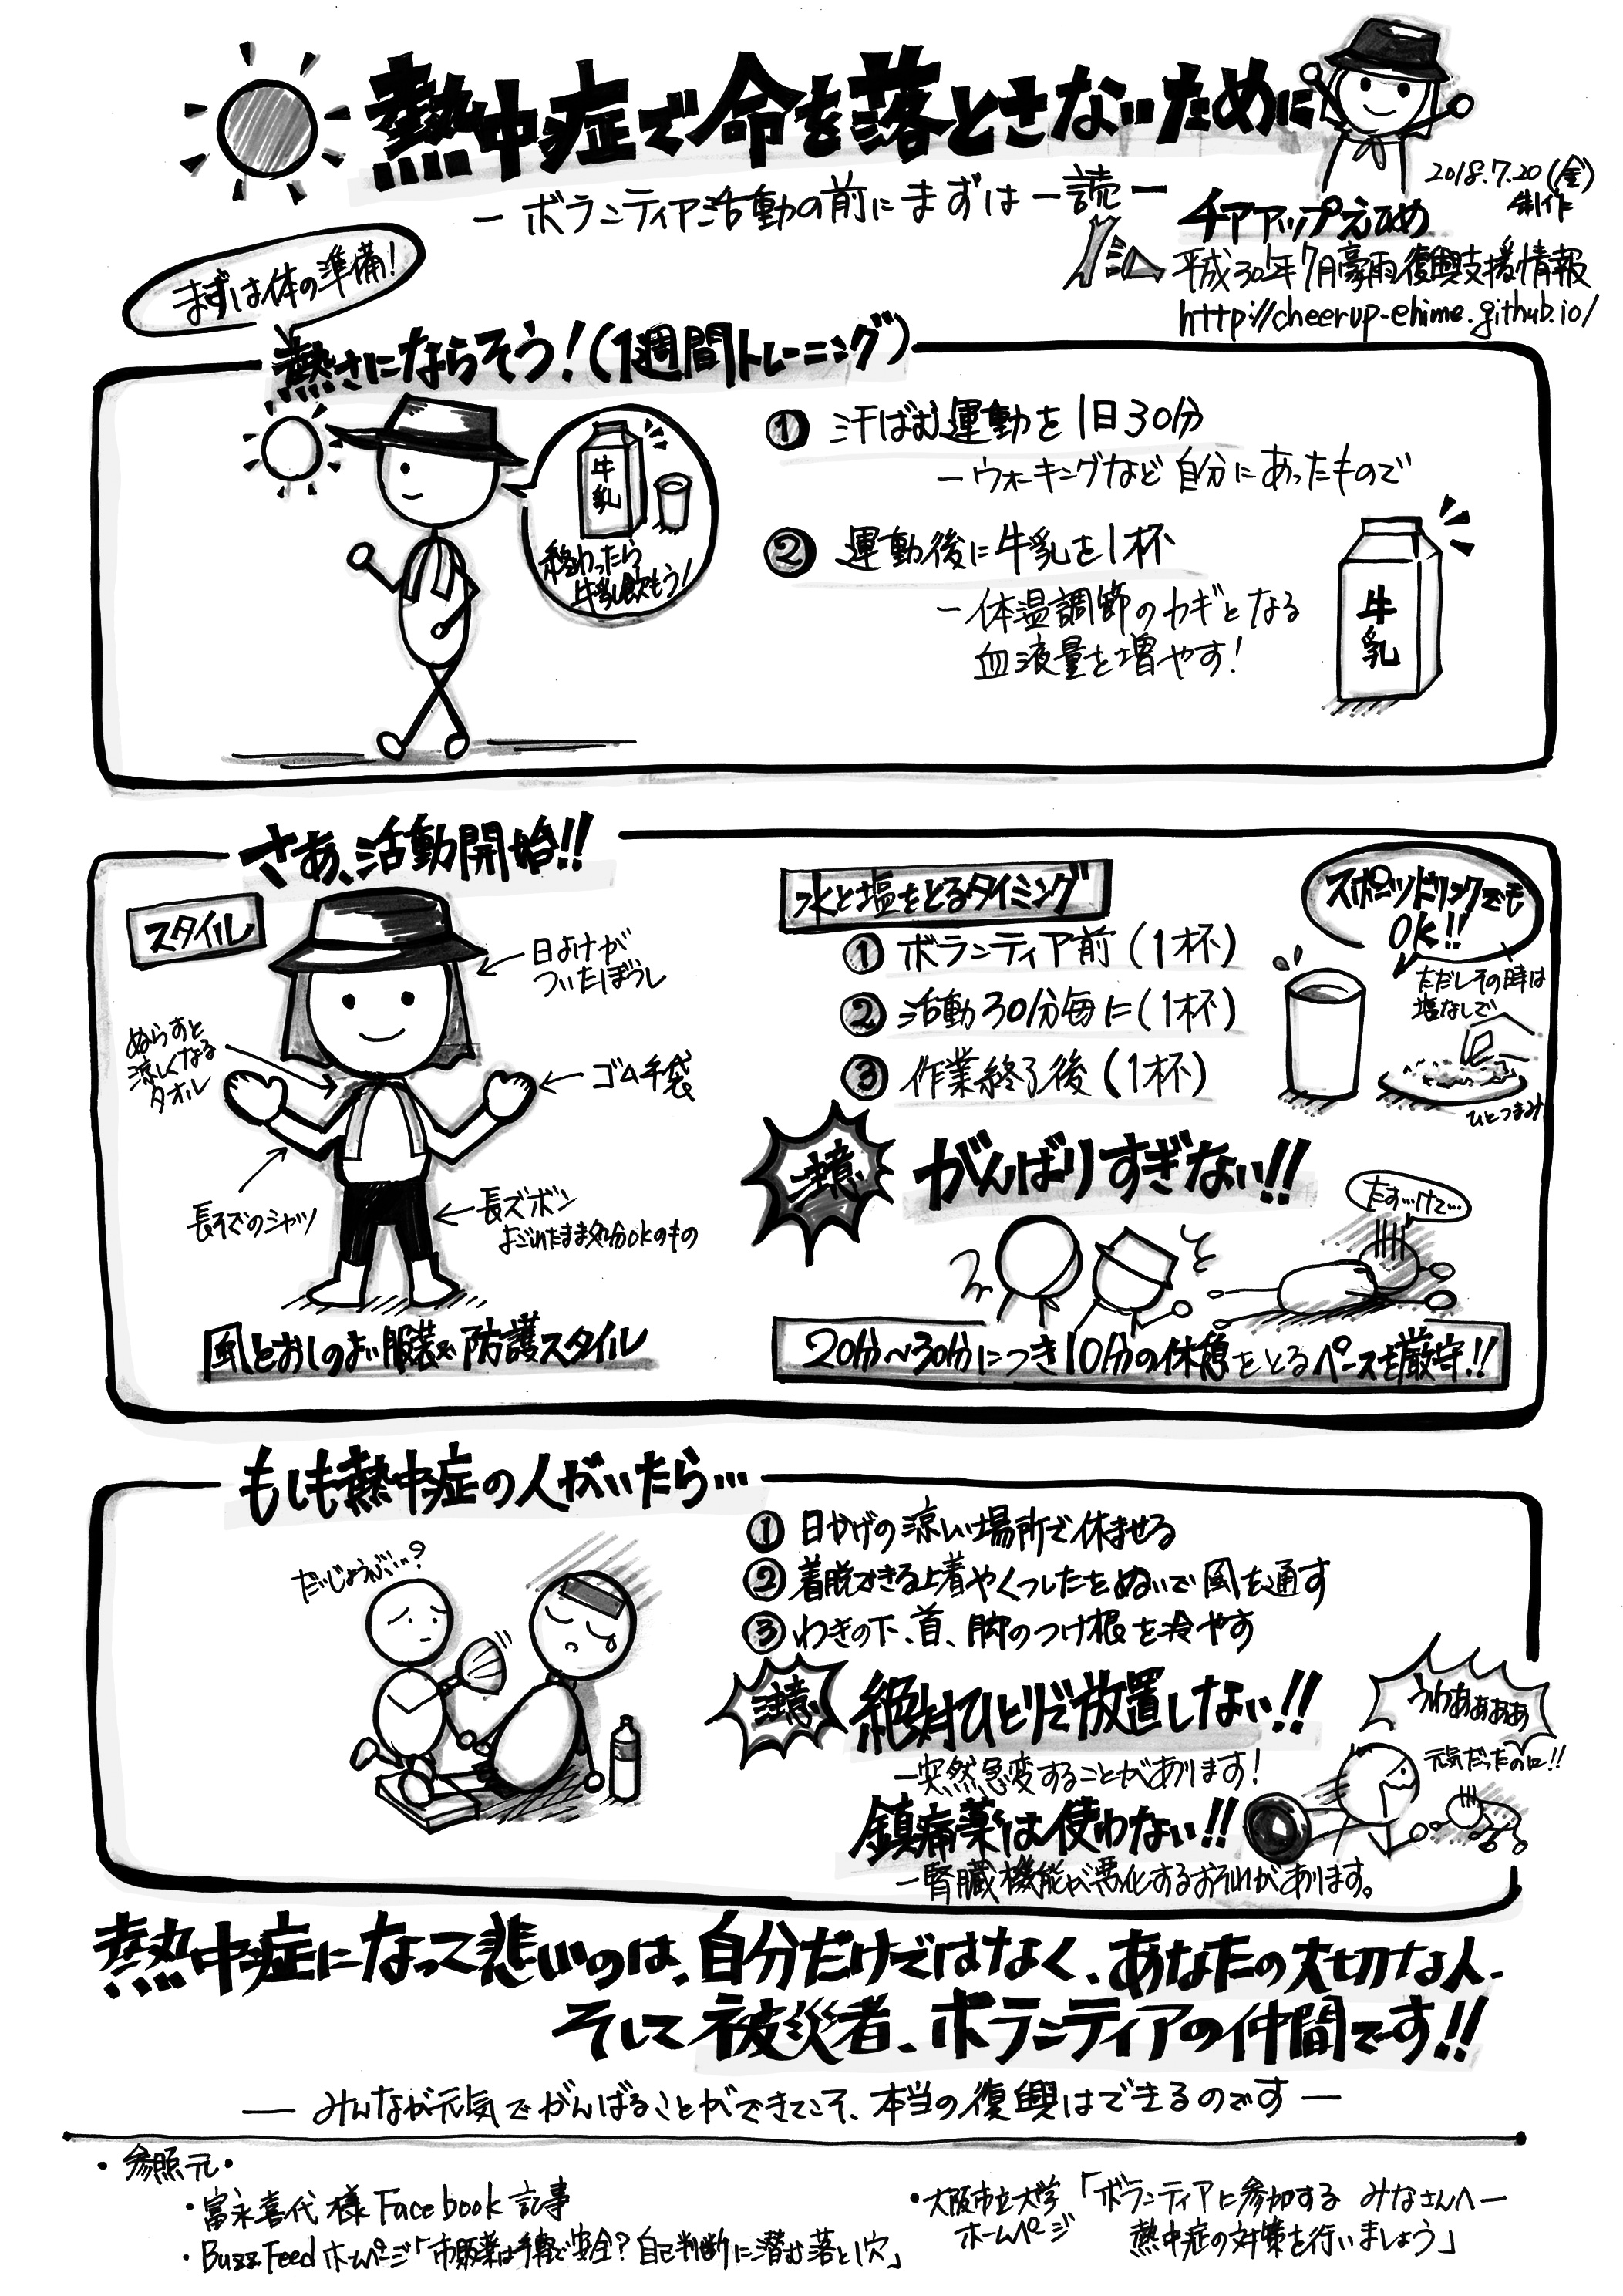 熱中症で命を落とさないために
ーボランティア活動の前にまずは一読ー
2018.7.20(金)
制作
チアアップえひめ
平成30年7月豪雨復興支援情報
http://cheerup-ehime.github.io/
まずは体の準備!
熱さにならそう!(1週間トレーニング)
牛乳
終わったら
牛乳飲もう!
① 汗ばむ運動を1日30分
ーウォーキングなど自分にあったもので
② 運動後に牛乳を1杯
ー体温調節のカギとなる
血液量を増やす!
牛乳
さあ、活動開始!!
スタイル
日よけが
ついたぼうし
ぬらすと
涼しくなる
タオル
ゴム手袋
長そでのシャツ
長ズボン
よごれたまま処分OKのもの
風とおしのよい服装で防護スタイル
水と塩をとるタイミング
① ボランティア前(1杯)
② 活動30分毎に(1杯)
③ 作業終了後(1杯)
スポーツドリンクでも
OK!!
ただしその時は
塩なしで
ひとつまみ
注意 がんばりすぎない!!
たす…けて…
20分~30分につき10分の休憩をとるペースを厳守!!
もしも熱中症の人がいたら…
だいじょうぶ…?
① 日かげの涼しい場所で休ませる
② 着脱できる上着やくつしたをぬいで風を通す
③ わきの下、首、脚のつけ根を冷やす
注意 絶対ひとりで放置しない!!
ー突然急変することがあります!
うわあぁぁぁぁ
元気だったのに!!
鎮痛薬は使わない!!
ー腎臓機能が悪化するおそれがあります。
熱中症になって悲しいのは、自分だけではなく、あなたの大切な人、
そして被災者、ボランティアの仲間です!!
ーみんなが元気でがんばることができてこそ、本当の復興はできるのですー
・参照元・
・富永喜代様 Facebook 記事
・BuzzFeed ホームページ「市販薬は手軽で安全?自己判断に潜む落とし穴」
・大阪市立大学「ボランティアに参加する みなさんへー
ホームページ 熱中症の対策を行いましょう」